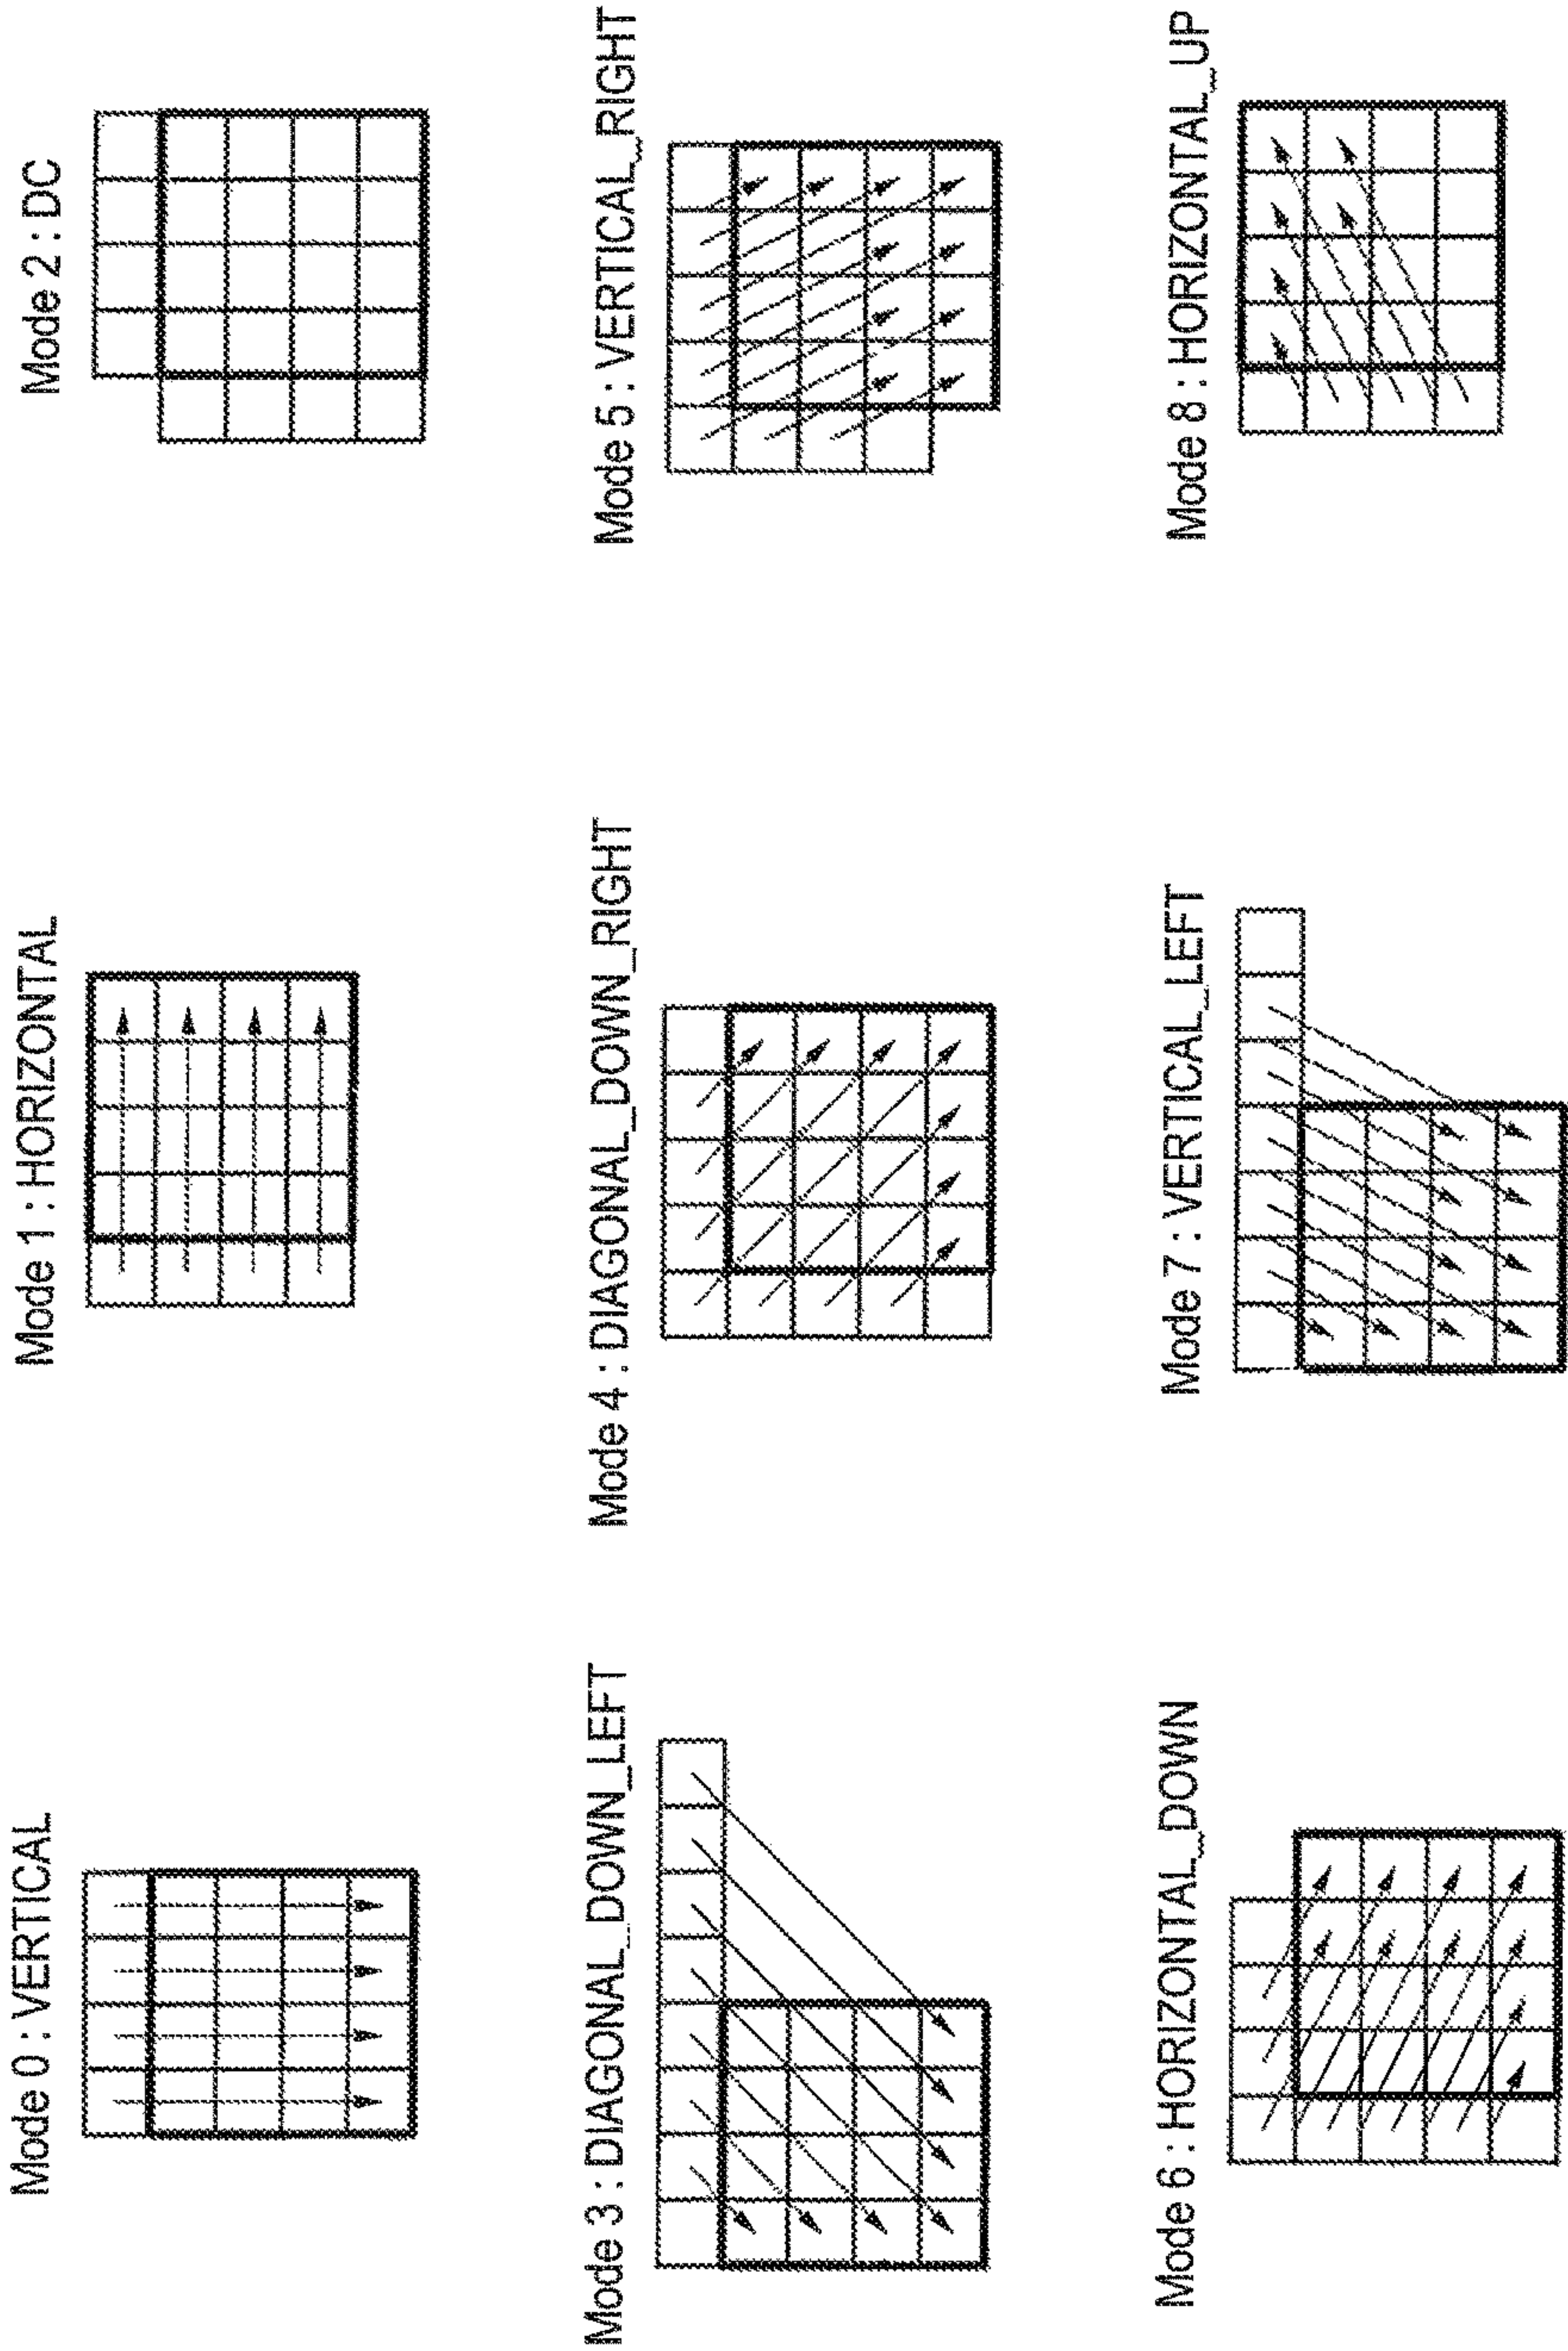 Mode 0 : VERTICAL
Mode 1 : HORIZONTAL
Mode 2 : DC
Mode 3 : DIAGONAL_DOWN_LEFT
Mode 4 : DIAGONAL_DOWN_RIGHT
Mode 5 : VERTICAL_RIGHT
Mode 6 : HORIZONTAL_DOWN
Mode 7 : VERTICAL_LEFT
Mode 8 : HORIZONTAL_UP